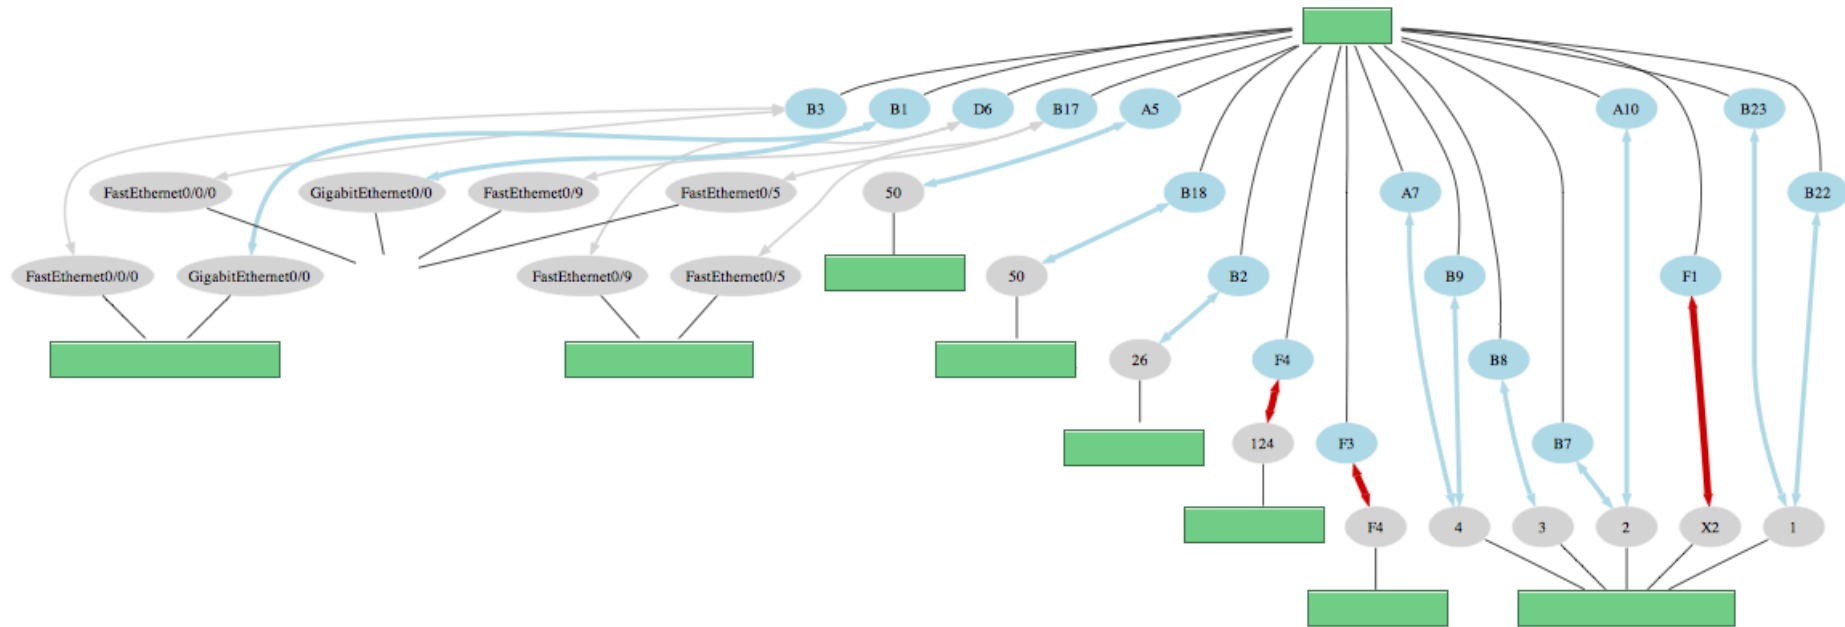 B3
B1
D6
B17
A5
A10
B23
FastEthernet0/0/0
GigabitEthernet0/0
FastEthernet0/9
FastEthernet0/5
50
B18
A7
B22
FastEthernet0/0/0
GigabitEthernet0/0
FastEthernet0/9
FastEthernet0/5
50
B2
B9
F1
26
F4
B8
124
F3
B7
F4
4
3
2
X2
1